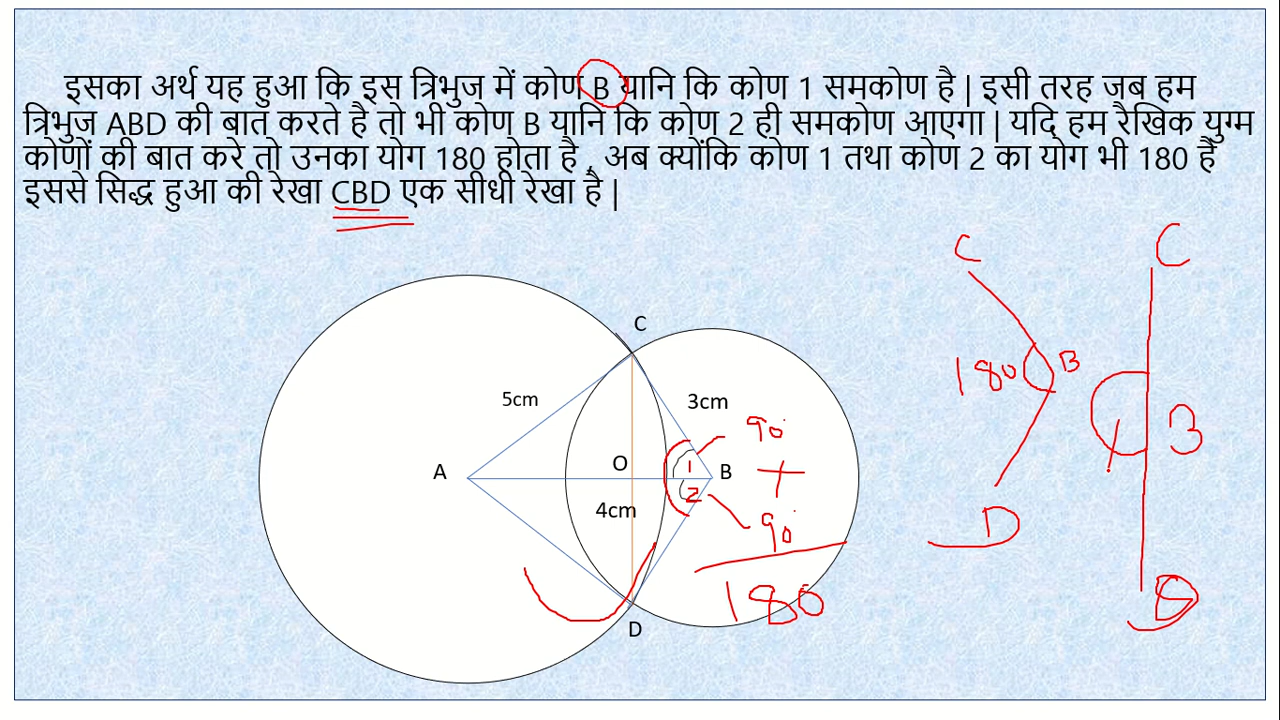 इसका अर्थ यह हुआ कि इस त्रिभुज में कोण B यानि कि कोण 1 समकोण है | इसी तरह जब हम
त्रिभुज ABD की बात करते है तो भी कोण B यानि कि कोण 2 ही समकोण आएगा | यदि हम रैखिक युग्म
कोणों की बात करे तो उनका योग 180 होता है , अब क्योंकि कोण 1 तथा कोण 2 का योग भी 180 है
इससे सिद्ध हुआ की रेखा CBD एक सीधी रेखा है |
C
C
C
180
B
5cm
3cm
90
A
O
1
B
+
2
4cm
90
D
180
D